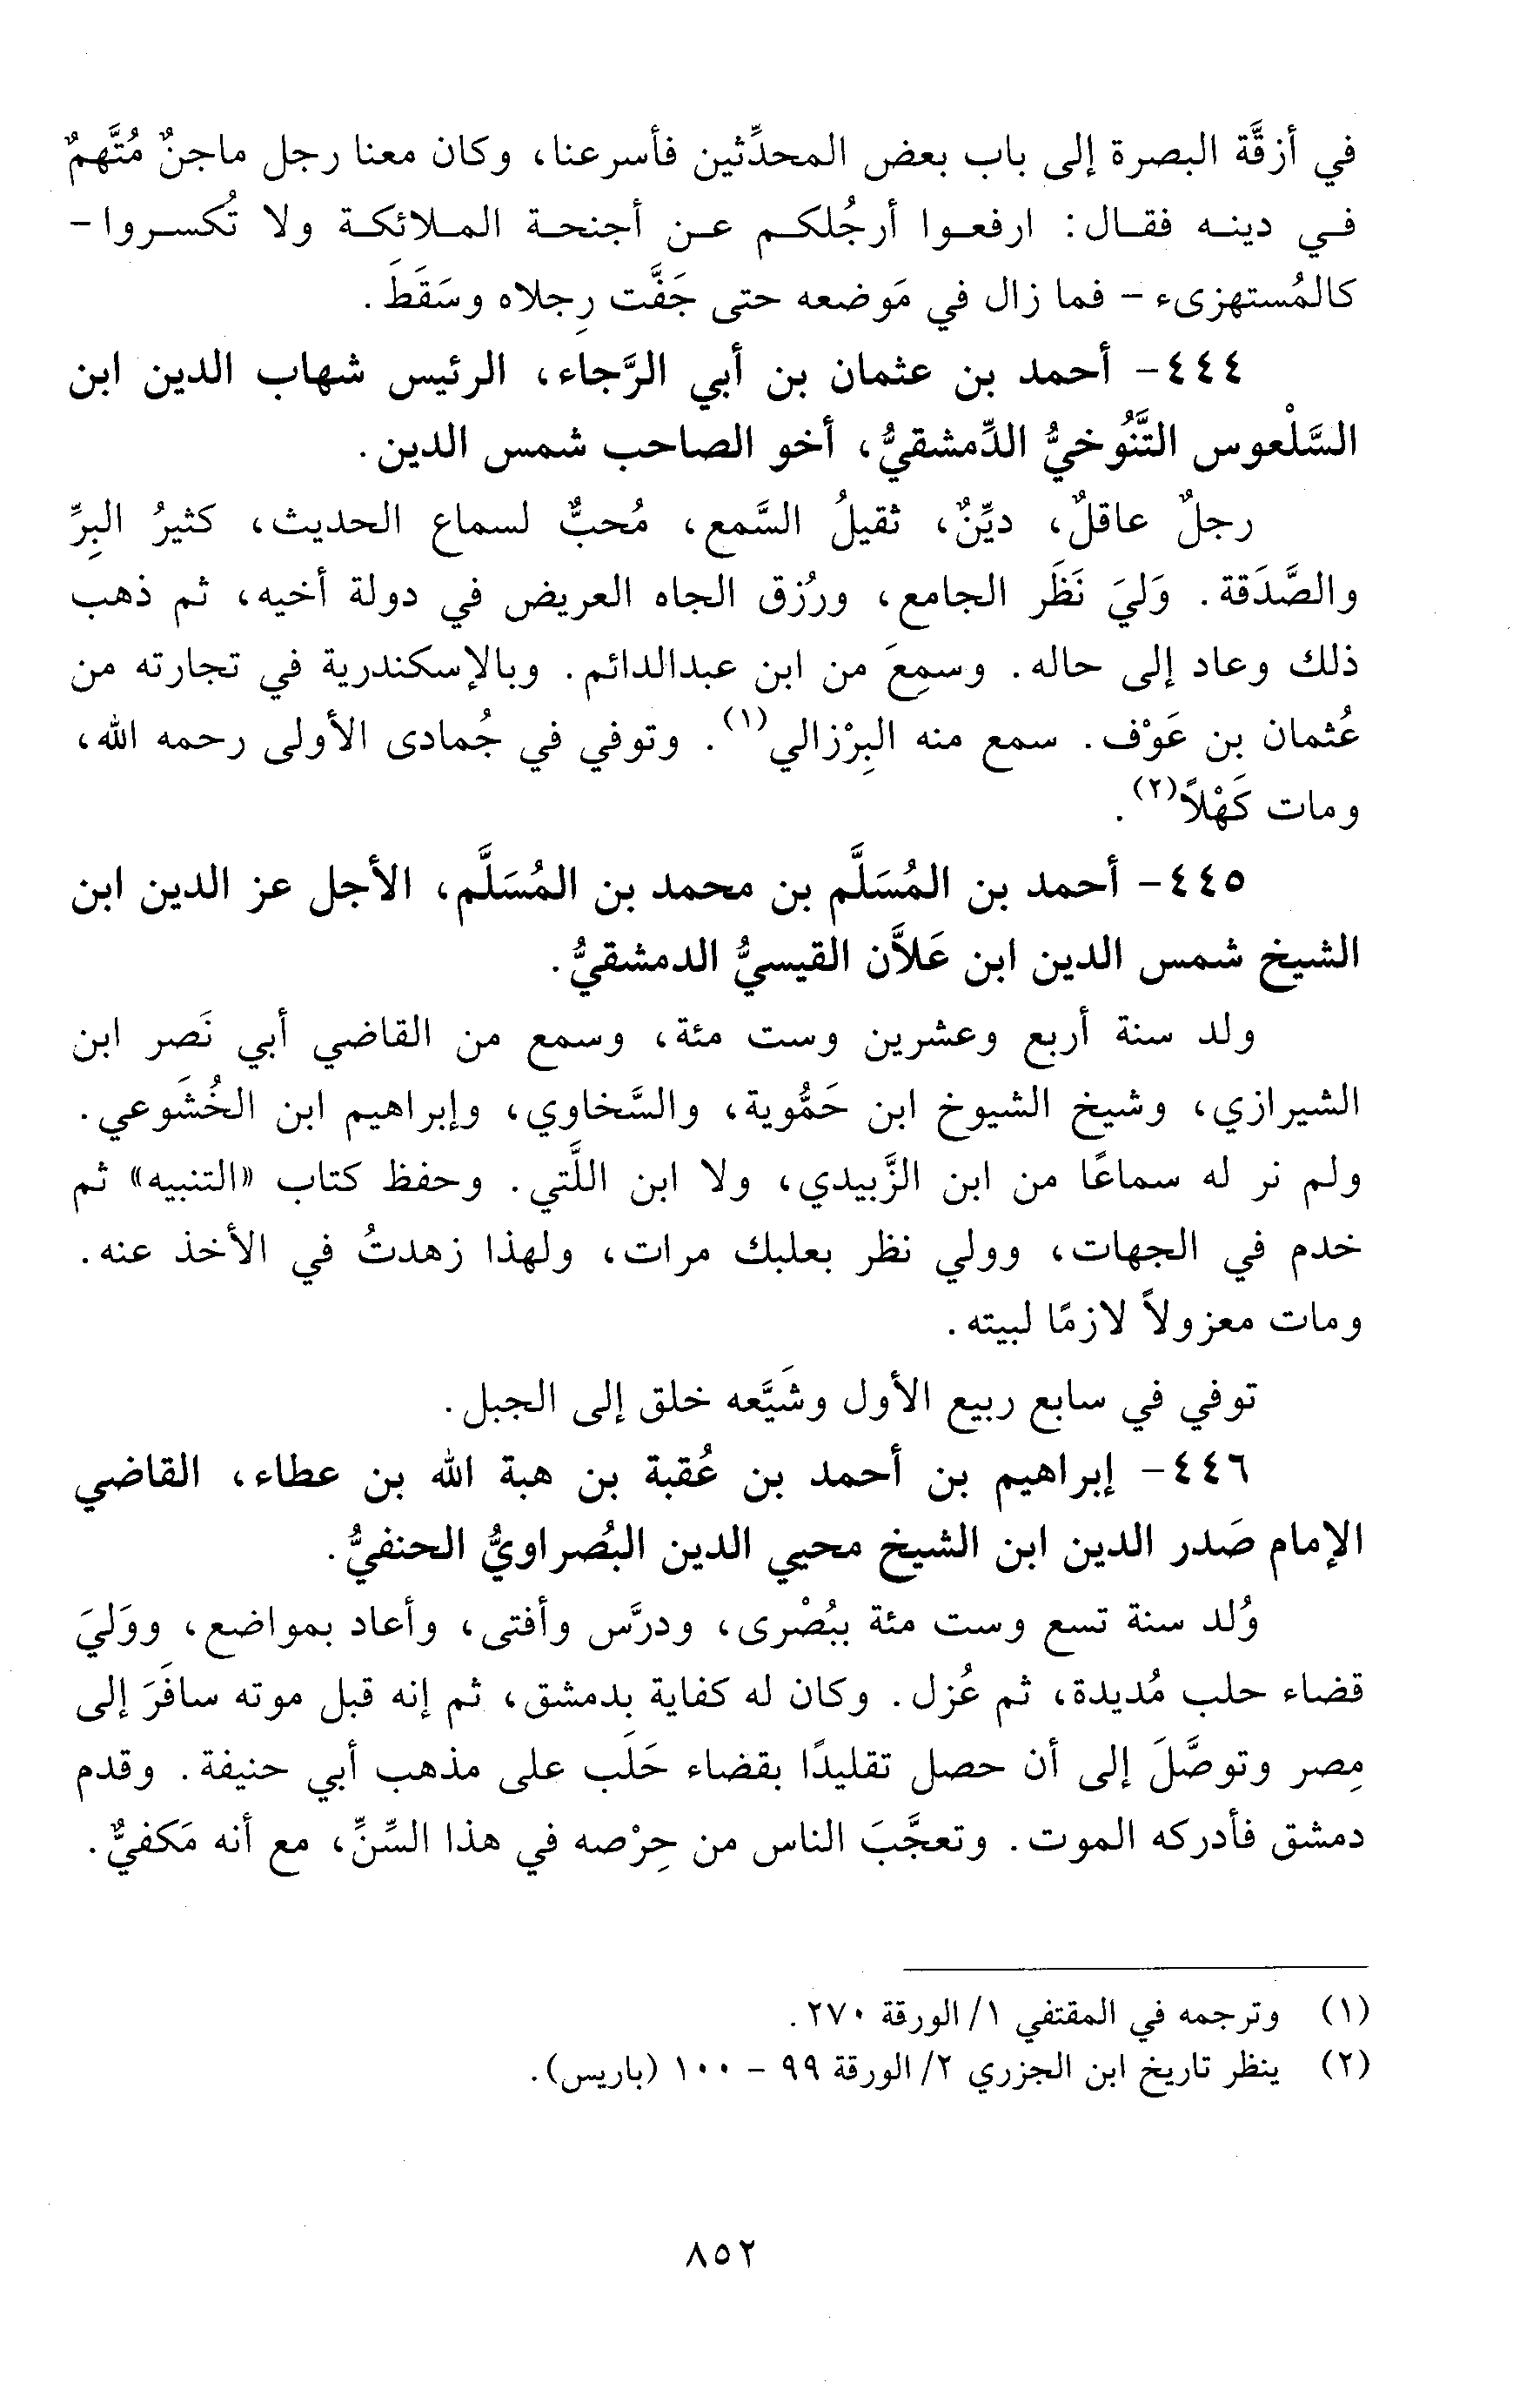 في أزقَّة البصرة إلى باب بعض المحدِّثين فأسرعنا، وكان معنا رجل ماجنٌ مُتَّهمٌ
فـي دينـه فقـال: ارفعـوا أرجُلكـم عـن أجنحـة المـلائكـة ولا تُكسـروا -
كالمُستهزىء - فما زال في مَوضعه حتى جَفَّت رِجلاه وسَقَطَ.
٤٤٤- أحمد بن عثمان بن أبي الرَّجاء، الرئيس شهاب الدين ابن
السَّلْعوس التَّنُوخيُّ الدِّمشقيُّ، أخو الصاحب شمس الدين.
رجلٌ عاقلٌ، ديِّنٌ، ثقيلُ السَّمع، مُحبٌّ لسماع الحديث، كثيرُ البِرِّ
والصَّدَقة. وَليَ نَظَر الجامع، ورُزق الجاه العريض في دولة أخيه، ثم ذهب
ذلك وعاد إلى حاله. وسمِعَ من ابن عبدالدائم. وبالإسكندرية في تجارته من
عُثمان بن عَوْف. سمع منه البِرْزالي(١). وتوفي في جُمادى الأولى رحمه الله،
ومات كَهْلاً(٢).
٤٤٥- أحمد بن المُسَلَّم بن محمد بن المُسَلَّم، الأجل عز الدين ابن
الشيخ شمس الدين ابن عَلاَّن القيسيُّ الدمشقيُّ.
ولد سنة أربع وعشرين وست مئة، وسمع من القاضي أبي نَصر ابن
الشيرازي، وشيخ الشيوخ ابن حَمُّوية، والسَّخاوي، وإبراهيم ابن الخُشَوعي.
ولم نر له سماعًا من ابن الزَّبيدي، ولا ابن اللَّتي. وحفظ كتاب «التنبيه» ثم
خدم في الجهات، وولي نظر بعلبك مرات، ولهذا زهدتُ في الأخذ عنه.
ومات معزولاً لازمًا لبيته.
توفي في سابع ربيع الأول وشَيَّعه خلق إلى الجبل.
٤٤٦- إبراهيم بن أحمد بن عُقبة بن هبة الله بن عطاء، القاضي
الإمام صَدر الدين ابن الشيخ محيي الدين البُصراويُّ الحنفيُّ.
وُلد سنة تسع وست مئة ببُصْرى، ودرَّس وأفتى، وأعاد بمواضع، ووَليَ
قضاء حلب مُديدة، ثم عُزل. وكان له كفاية بدمشق، ثم إنه قبل موته سافَرَ إلى
مِصر وتوصَّلَ إلى أن حصل تقليدًا بقضاء حَلَب على مذهب أبي حنيفة. وقدم
دمشق فأدركه الموت. وتعجَّبَ الناس من حِرْصه في هذا السِّنِّ، مع أنه مَكفيٌّ.
(١) وترجمه في المقتفي ١/ الورقة ٢٧٠.
(٢) ينظر تاريخ ابن الجزري ٢/ الورقة ٩٩ - ١٠٠ (باريس).
٨٥٢